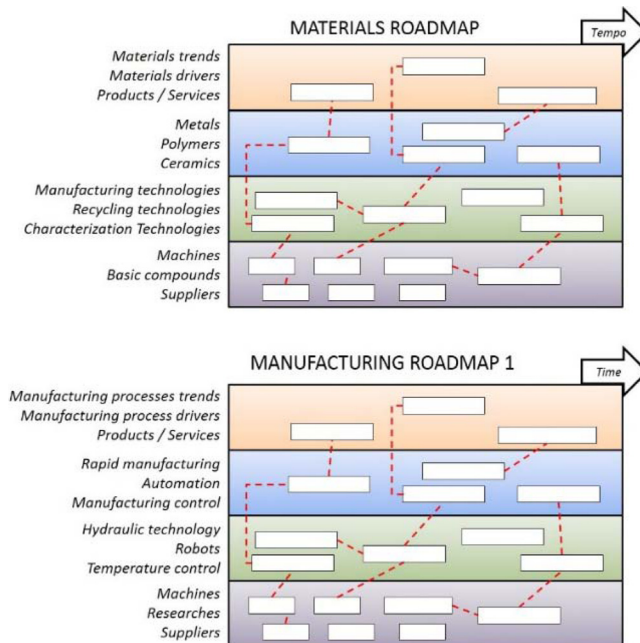 MATERIALS ROADMAP
Tempo
Materials trends
Materials drivers
Products / Services
Metals
Polymers
Ceramics
Manufacturing technologies
Recycling technologies
Characterization Technologies
Machines
Basic compounds
Suppliers
MANUFACTURING ROADMAP 1
Time
Manufacturing processes trends
Manufacturing process drivers
Products / Services
Rapid manufacturing
Automation
Manufacturing control
Hydraulic technology
Robots
Temperature control
Machines
Researches
Suppliers